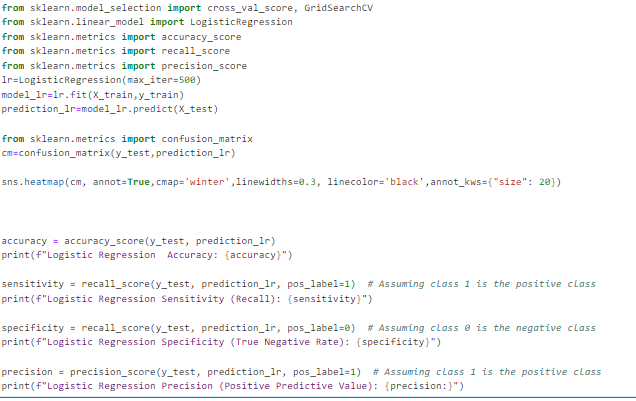 from sklearn.model_selection import cross_val_score, GridSearchCV
from sklearn.linear_model import LogisticRegression
from sklearn.metrics import accuracy_score
from sklearn.metrics import recall_score
from sklearn.metrics import precision_score
lr=LogisticRegression(max_iter=500)
model_lr=lr.fit(X_train,y_train)
prediction_lr=model_lr.predict(X_test)
from sklearn.metrics import confusion_matrix
cm=confusion_matrix(y_test,prediction_lr)
sns.heatmap(cm, annot=True,cmap='winter',linewidths=0.3, linecolor='black',annot_kws={"size": 20})
accuracy = accuracy_score(y_test, prediction_lr)
print(f"Logistic Regression  Accuracy: {accuracy}")
sensitivity = recall_score(y_test, prediction_lr, pos_label=1)  # Assuming class 1 is the positive class
print(f"Logistic Regression Sensitivity (Recall): {sensitivity}")
specificity = recall_score(y_test, prediction_lr, pos_label=0)  # Assuming class 0 is the negative class
print(f"Logistic Regression Specificity (True Negative Rate): {specificity}")
precision = precision_score(y_test, prediction_lr, pos_label=1)  # Assuming class 1 is the positive class
print(f"Logistic Regression Precision (Positive Predictive Value): {precision:}")